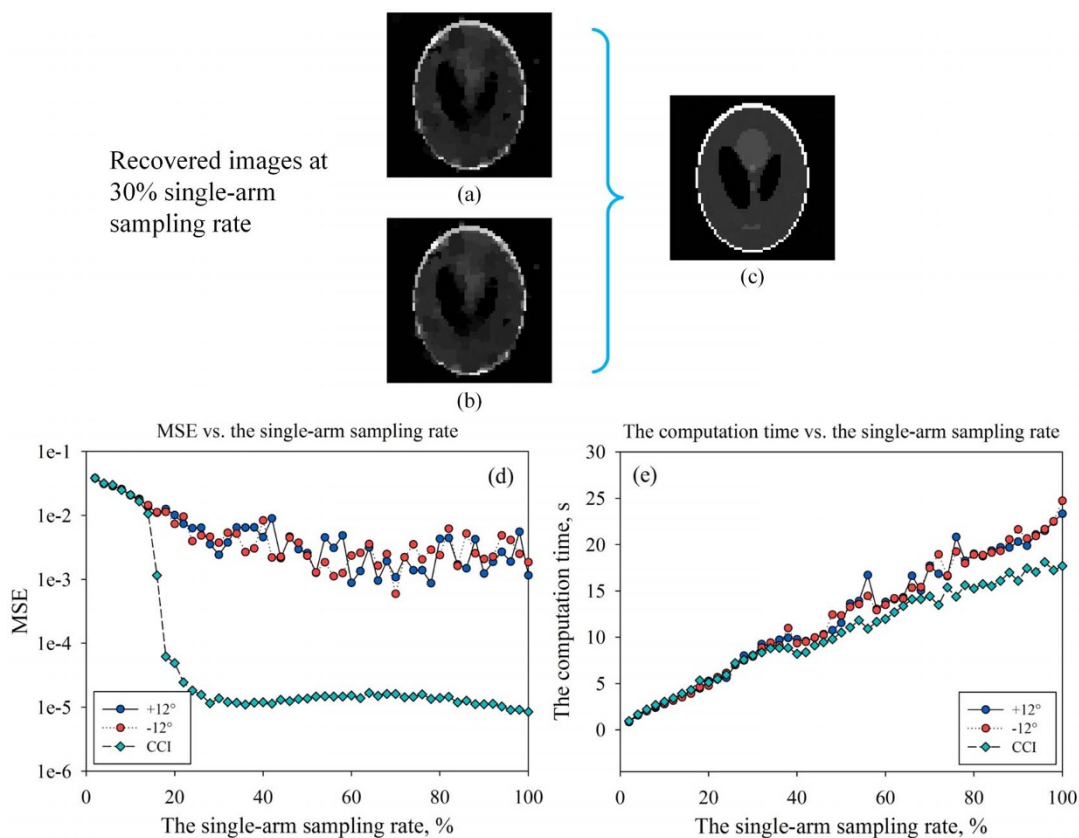 Recovered images at
30% single-arm
sampling rate
(a)
(b)
(c)
MSE vs. the single-arm sampling rate
1e-1
1e-2
1e-3
1e-4
1e-5
1e-6
MSE
(d)
+12°
-12°
CCI
0 20 40 60 80 100
The single-arm sampling rate, %
The computation time vs. the single-arm sampling rate
30
25
20
15
10
5
0
The computation time, s
(e)
+12°
-12°
CCI
0 20 40 60 80 100
The single-arm sampling rate, %